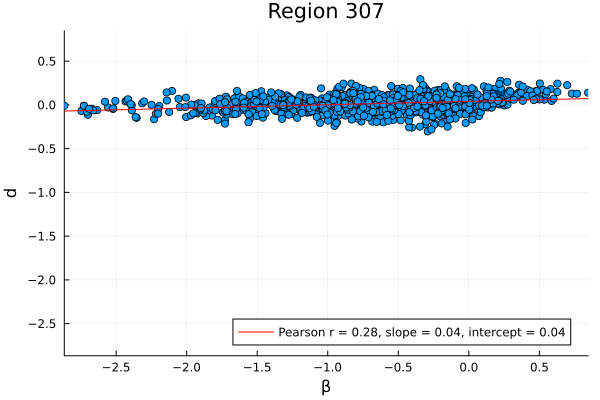 Region 307
0.5
0.0
−0.5
−1.0
−1.5
−2.0
−2.5
d
Pearson r = 0.28, slope = 0.04, intercept = 0.04
−2.5 −2.0 −1.5 −1.0 −0.5 0.0 0.5
β